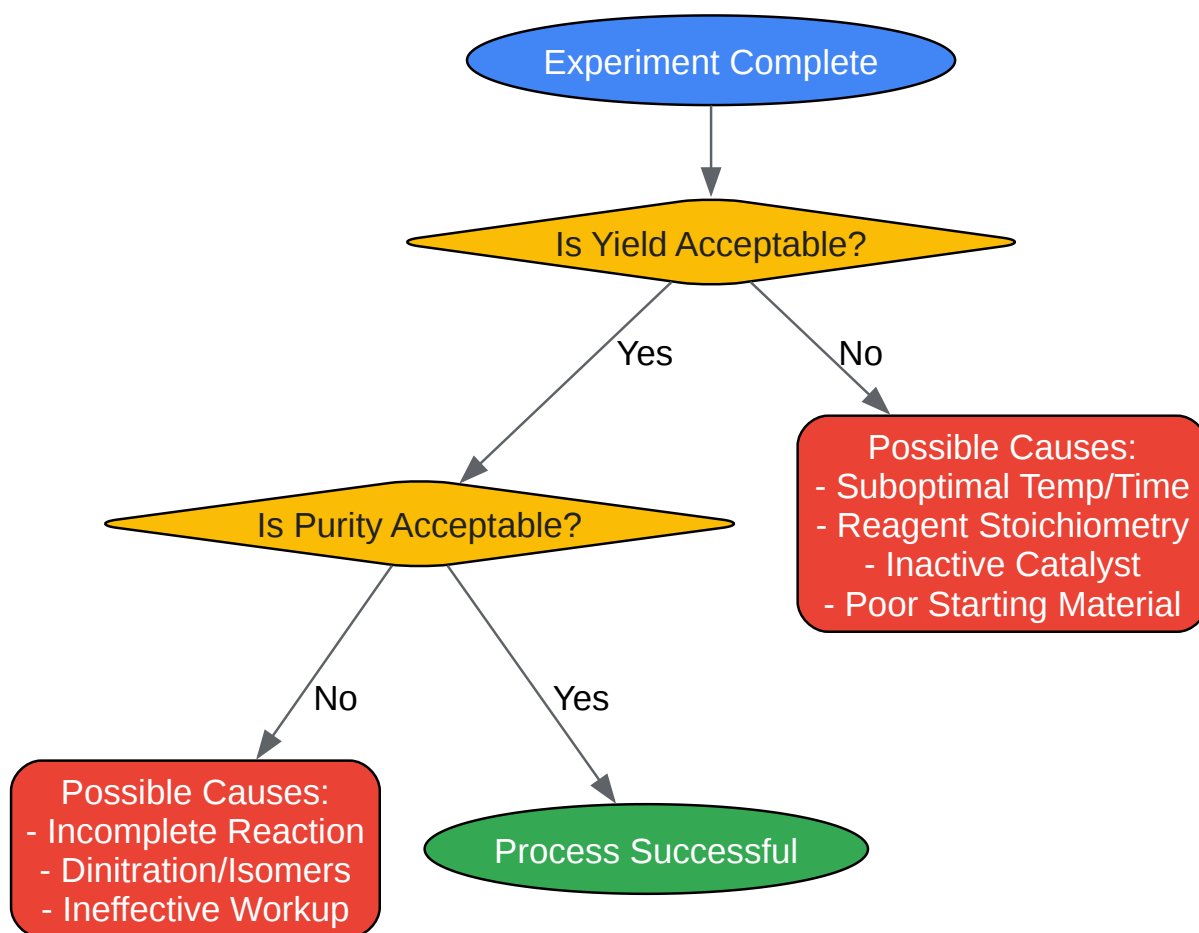 Experiment Complete
Is Yield Acceptable?
Yes
No
Possible Causes:
- Suboptimal Temp/Time
- Reagent Stoichiometry
- Inactive Catalyst
- Poor Starting Material
Is Purity Acceptable?
No
Yes
Possible Causes:
- Incomplete Reaction
- Dinitration/Isomers
- Ineffective Workup
Process Successful